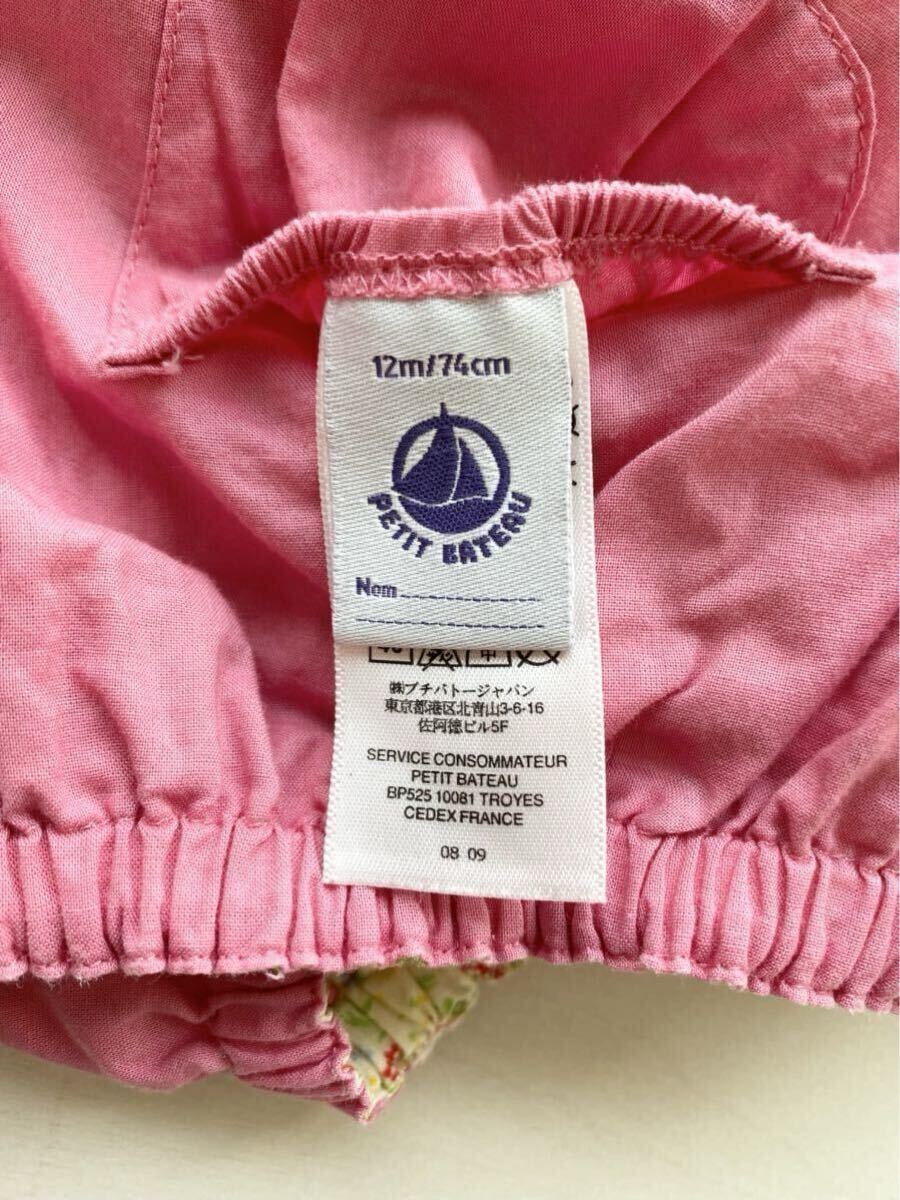 12m/74cm
PETIT BATEAU
Nom
㈱プチバトージャパン
東京都港区北青山3-6-16
佐阿徳ビル5F
SERVICE CONSOMMATEUR
PETIT BATEAU
BP525 10081 TROYES
CEDEX FRANCE
08 09